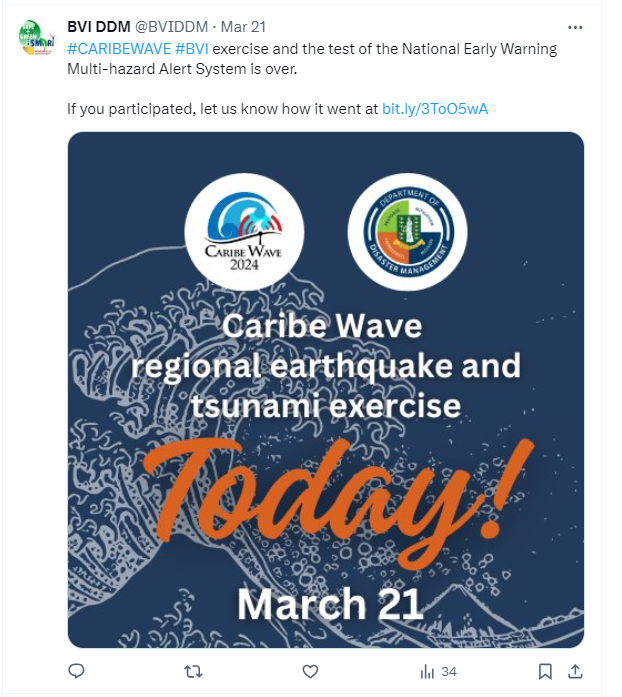 BVI DDM @BVIDDM · Mar 21
#CARIBEWAVE #BVI exercise and the test of the National Early Warning
Multi-hazard Alert System is over.
If you participated, let us know how it went at bit.ly/3ToO5wA
CARIBE WAVE
2024
DEPARTMENT OF
DISASTER MANAGEMENT
Caribe Wave
regional earthquake and
tsunami exercise
Today!
March 21
34